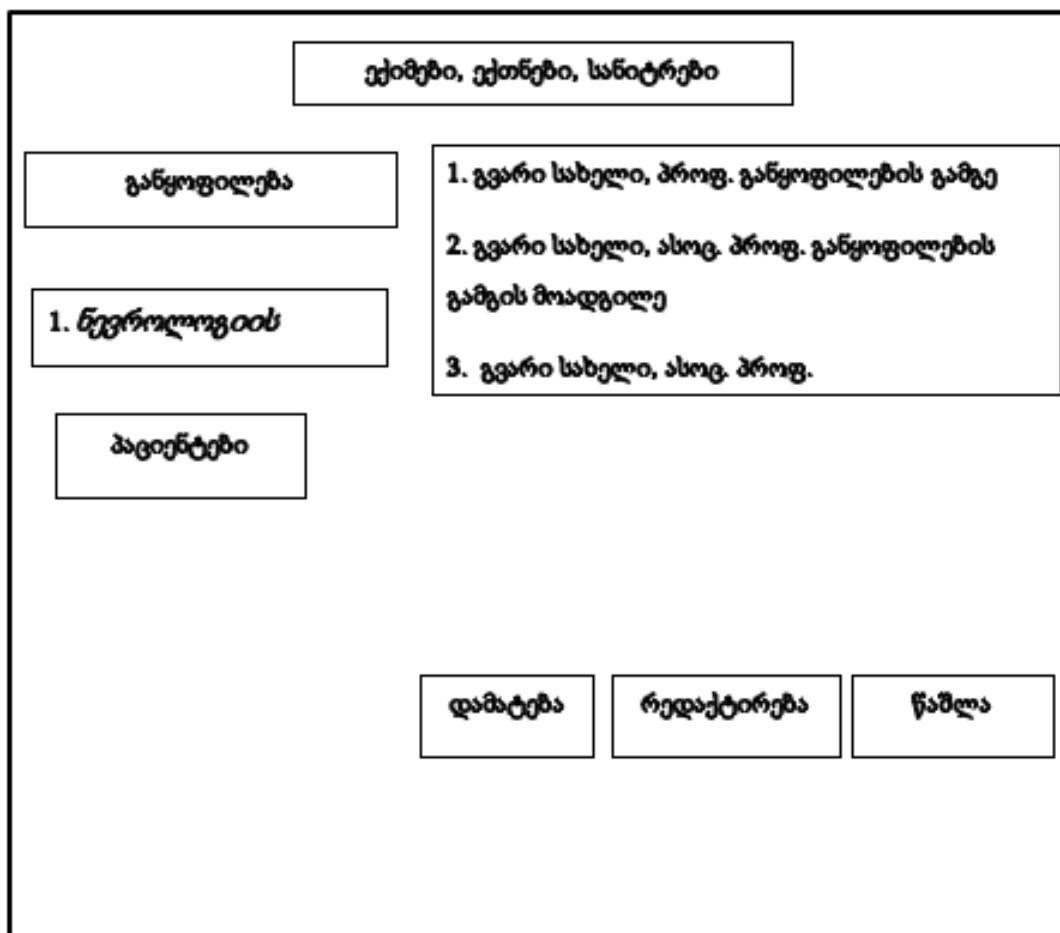 ექიმები, ექთნები, სანიტრები
განყოფილება
1. ნევროლოგიის
პაციენტები
1. გვარი სახელი, პროფ. განყოფილების გამგე
2. გვარი სახელი, ასოც. პროფ. განყოფილების
გამგის მოადგილე
3. გვარი სახელი, ასოც. პროფ.
დამატება რედაქტირება წაშლა